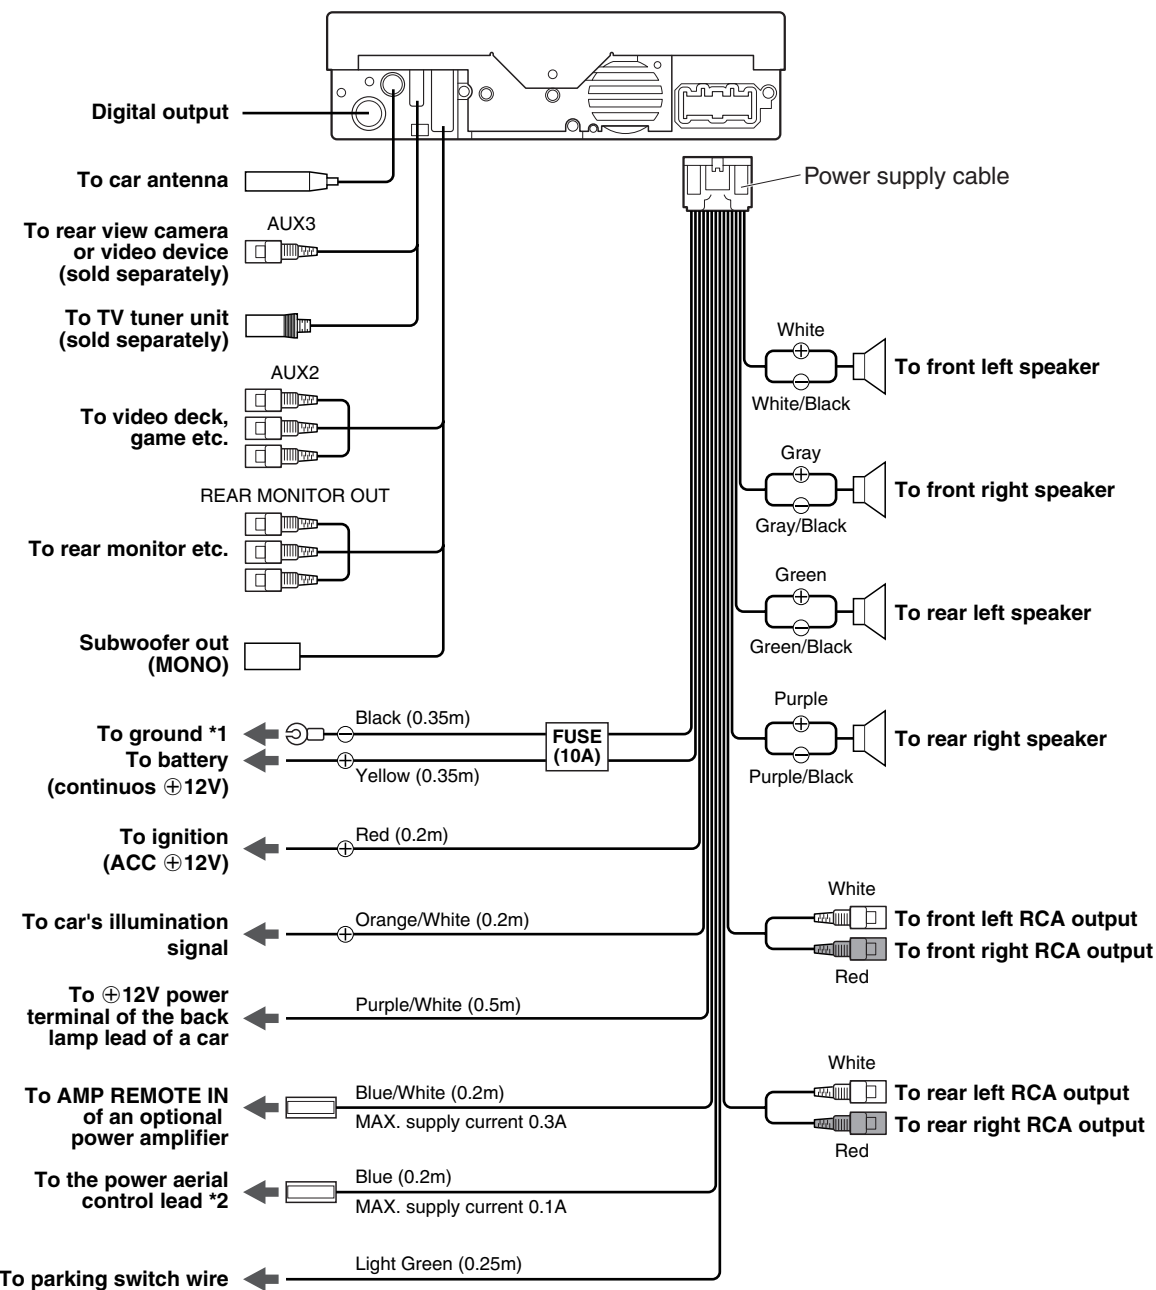 Digital output
To car antenna
AUX3
To rear view camera
or video device
(sold separately)
To TV tuner unit
(sold separately)
AUX2
To video deck,
game etc.
REAR MONITOR OUT
To rear monitor etc.
Subwoofer out
(MONO)
To ground *1
Black (0.35m)
FUSE
(10A)
To battery
(continuos ⊕12V)
Yellow (0.35m)
To ignition
(ACC ⊕12V)
Red (0.2m)
To car's illumination
signal
Orange/White (0.2m)
To ⊕12V power
terminal of the back
lamp lead of a car
Purple/White (0.5m)
To AMP REMOTE IN
of an optional
power amplifier
Blue/White (0.2m)
MAX. supply current 0.3A
To the power aerial
control lead *2
Blue (0.2m)
MAX. supply current 0.1A
To parking switch wire
Light Green (0.25m)
Power supply cable
White
⊕
⊖
White/Black
To front left speaker
Gray
⊕
⊖
Gray/Black
To front right speaker
Green
⊕
⊖
Green/Black
To rear left speaker
Purple
⊕
⊖
Purple/Black
To rear right speaker
White
To front left RCA output
To front right RCA output
Red
White
To rear left RCA output
To rear right RCA output
Red